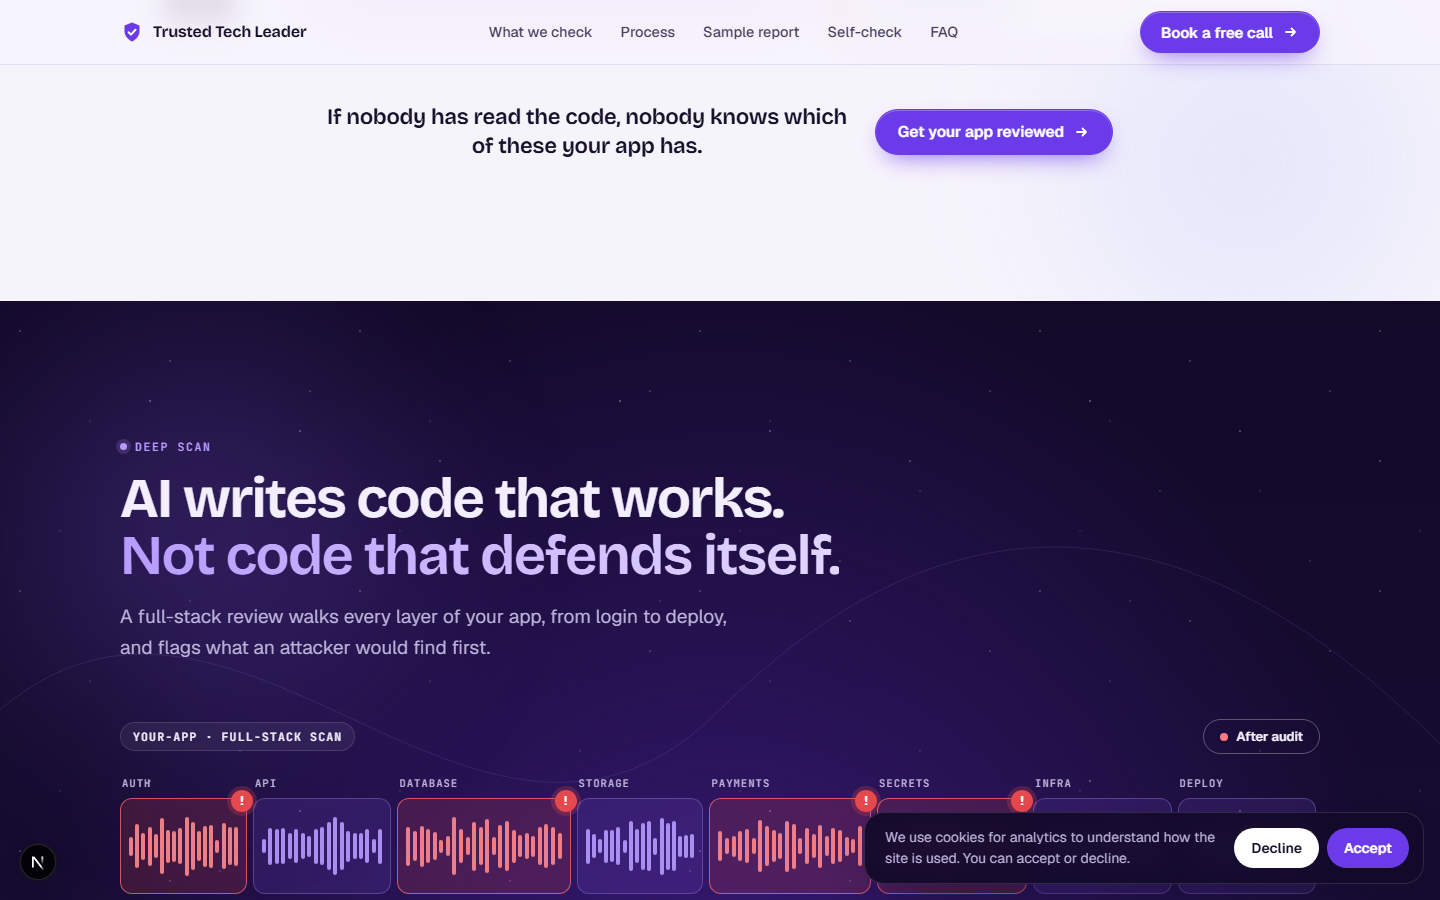 Trusted Tech Leader
What we check
Process
Sample report
Self-check
FAQ
Book a free call →
If nobody has read the code, nobody knows which
of these your app has.
Get your app reviewed →
DEEP SCAN
AI writes code that works.
Not code that defends itself.
A full-stack review walks every layer of your app, from login to deploy,
and flags what an attacker would find first.
YOUR-APP · FULL-STACK SCAN
After audit
AUTH
API
DATABASE
STORAGE
PAYMENTS
SECRETS
INFRA
DEPLOY
!
!
!
!
We use cookies for analytics to understand how the
site is used. You can accept or decline.
Decline
Accept
N